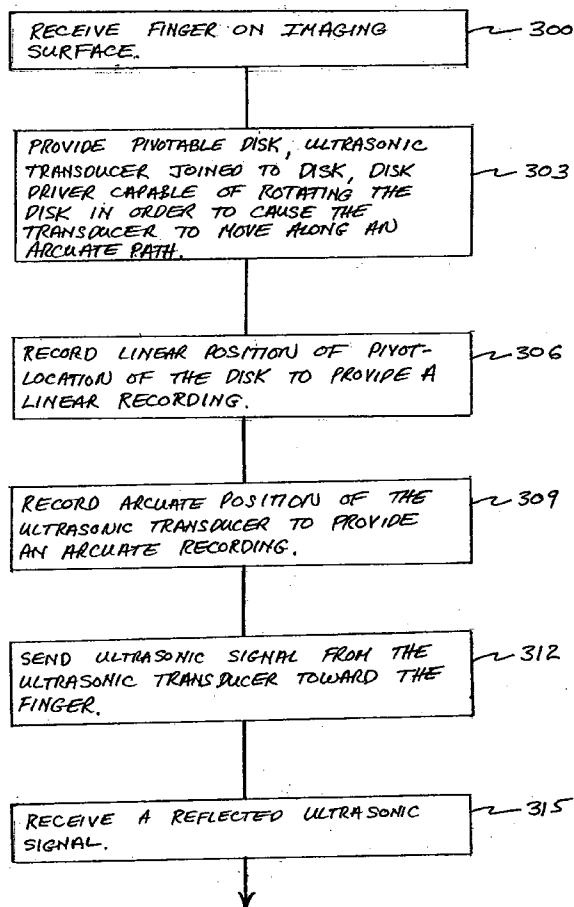 RECEIVE FINGER ON IMAGING
SURFACE.
300
PROVIDE PIVOTABLE DISK, ULTRASONIC
TRANSDUCER JOINED TO DISK, DISK
DRIVER CAPABLE OF ROTATING THE
DISK IN ORDER TO CAUSE THE
TRANSDUCER TO MOVE ALONG AN
ARCUATE PATH.
303
RECORD LINEAR POSITION OF PIVOT-
LOCATION OF THE DISK TO PROVIDE A
LINEAR RECORDING.
306
RECORD ARCUATE POSITION OF THE
ULTRASONIC TRANSDUCER TO PROVIDE
AN ARCUATE RECORDING.
309
SEND ULTRASONIC SIGNAL FROM THE
ULTRASONIC TRANSDUCER TOWARD THE
FINGER.
312
RECEIVE A REFLECTED ULTRASONIC
SIGNAL.
315